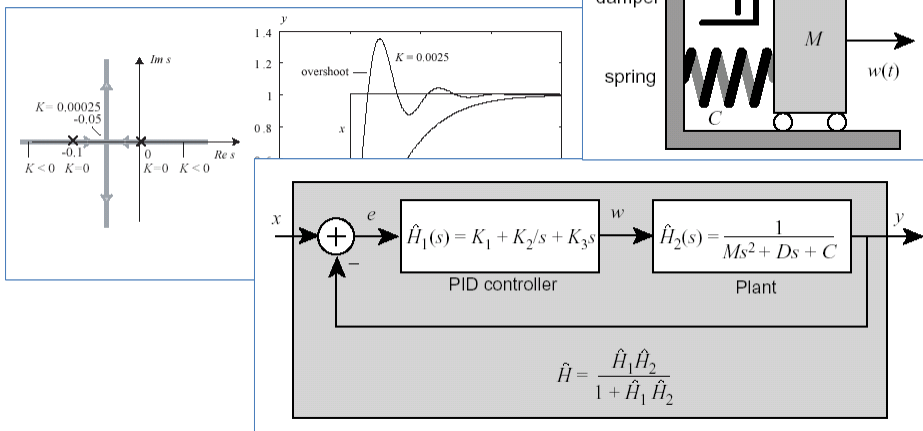 Im s
K= 0.00025
-0.05
-0.1
0
Re s
K<0 K=0
K=0 K<0
y
1.4
1.2
1
0.8
K = 0.0025
overshoot
x
damper
spring
C
M
w(t)
x
e
Ĥ₁(s) = K₁ + K₂/s + K₃s
PID controller
w
Ĥ₂(s) = 1 / (Ms² + Ds + C)
Plant
y
+
−
Ĥ = Ĥ₁Ĥ₂ / (1 + Ĥ₁Ĥ₂)